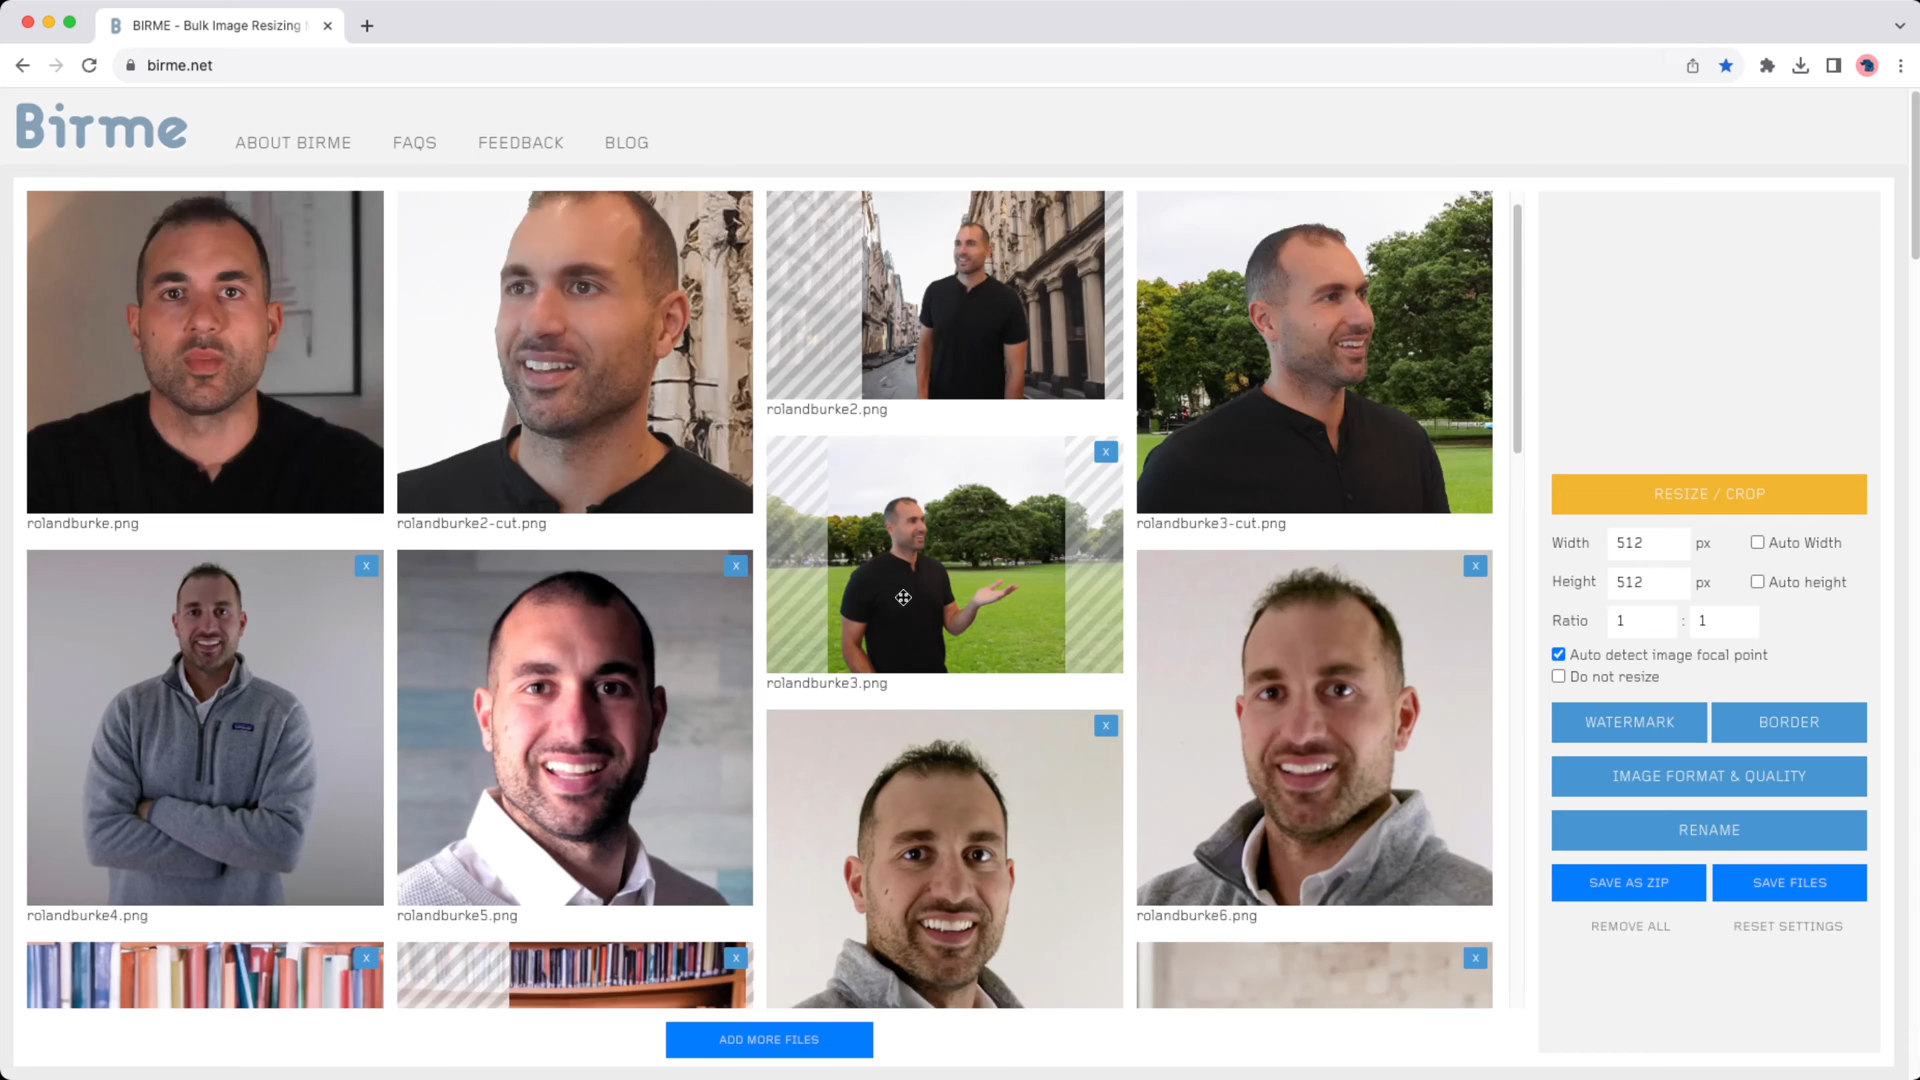 BIRME - Bulk Image Resizing
birme.net
Birme
ABOUT BIRME
FAQS
FEEDBACK
BLOG
rolandburke.png
rolandburke2-cut.png
rolandburke2.png
X
rolandburke3.png
rolandburke3-cut.png
X
rolandburke4.png
X
rolandburke5.png
X
X
rolandburke6.png
X
X
X
ADD MORE FILES
RESIZE / CROP
Width 512 px Auto Width
Height 512 px Auto height
Ratio 1 : 1
Auto detect image focal point
Do not resize
WATERMARK BORDER
IMAGE FORMAT & QUALITY
RENAME
SAVE AS ZIP SAVE FILES
REMOVE ALL RESET SETTINGS